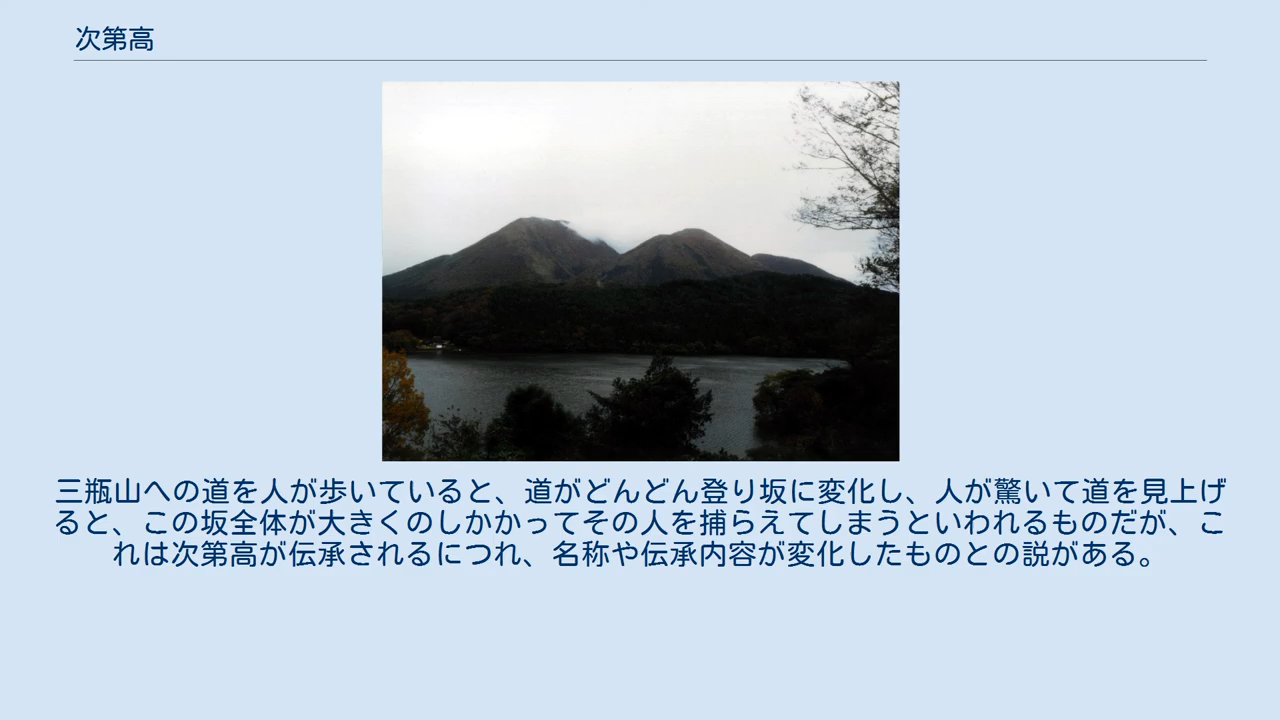 次第高
三瓶山への道を人が歩いていると、道がどんどん登り坂に変化し、人が驚いて道を見上げ
ると、この坂全体が大きくのしかかってその人を捕らえてしまうといわれるものだが、こ
れは次第高が伝承されるにつれ、名称や伝承内容が変化したものとの説がある。